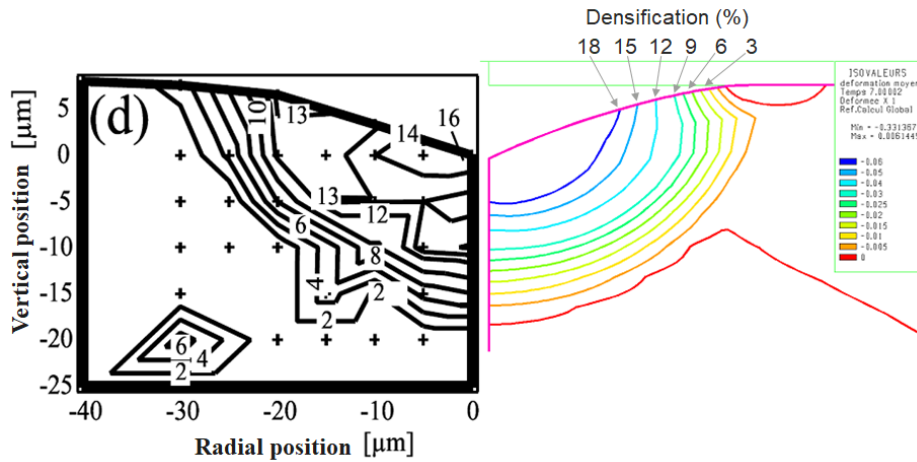 Densification (%)
18 15 12 9 6 3
(d)
Vertical position [μm]
5
0
-5
-10
-15
-20
-25
-40 -30 -20 -10 0
Radial position [μm]
10
13
14
16
13
12
6
8
4
2
2
6
4
2
ISOVALEURS
deformation moyen
Temps 7.00002
Deformee X 1
Ref.Calcul Global
Min = -0.331367
Max = 0.006144
-0.06
-0.05
-0.04
-0.03
-0.025
-0.02
-0.015
-0.01
-0.005
0